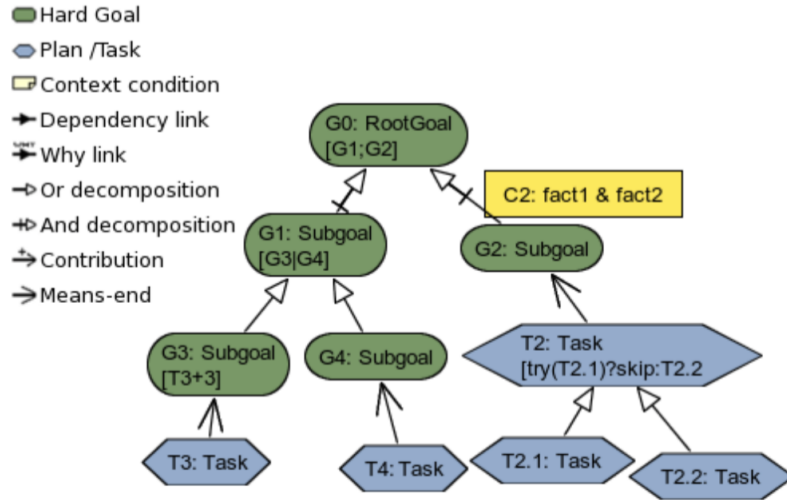 Hard Goal
Plan /Task
Context condition
Dependency link
Why link
Or decomposition
And decomposition
Contribution
Means-end
G0: RootGoal
[G1;G2]
C2: fact1 & fact2
G1: Subgoal
[G3|G4]
G2: Subgoal
G3: Subgoal
[T3+3]
G4: Subgoal
T2: Task
[try(T2.1)?skip:T2.2
T3: Task
T4: Task
T2.1: Task
T2.2: Task